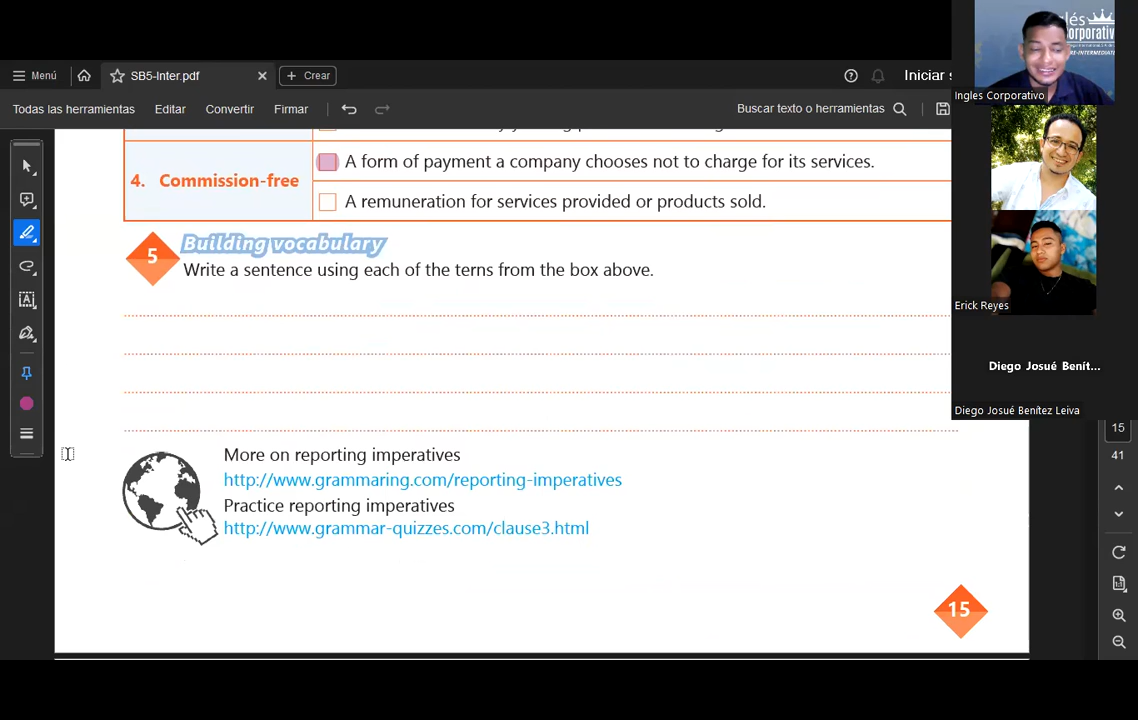 Menú
SB5-Inter.pdf
Crear
Iniciar s
Todas las herramientas
Editar
Convertir
Firmar
Buscar texto o herramientas
glés
Corporativ
RE-INTERMEDIATE
Ingles Corporativo
4. Commission-free
A form of payment a company chooses not to charge for its services.
A remuneration for services provided or products sold.
5
Building vocabulary
Write a sentence using each of the terns from the box above.
Erick Reyes
Diego Josué Benít...
Diego Josué Benítez Leiva
15
41
More on reporting imperatives
http://www.grammaring.com/reporting-imperatives
Practice reporting imperatives
http://www.grammar-quizzes.com/clause3.html
15